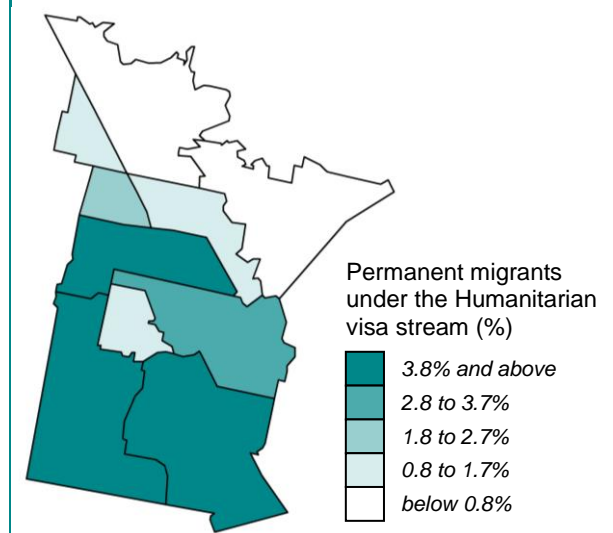 Permanent migrants
under the Humanitarian
visa stream (%)
3.8% and above
2.8 to 3.7%
1.8 to 2.7%
0.8 to 1.7%
below 0.8%